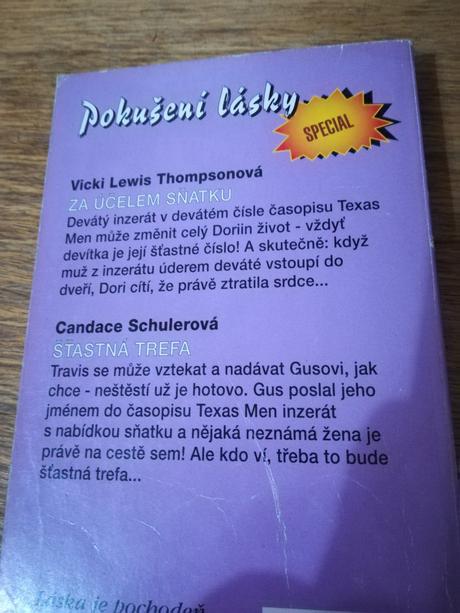 Pokušení lásky
SPECIAL
Vicki Lewis Thompsonová
ZA ÚČELEM SŇATKU
Devátý inzerát v devátém čísle časopisu Texas
Men může změnit celý Doriin život - vždyť
devítka je její šťastné číslo! A skutečně: když
muž z inzerátu úderem deváté vstoupí do
dveří, Dori cítí, že právě ztratila srdce...
Candace Schulerová
ŠŤASTNÁ TREFA
Travis se může vztekat a nadávat Gusovi, jak
chce - neštěstí už je hotovo. Gus poslal jeho
jménem do časopisu Texas Men inzerát
s nabídkou sňatku a nějaká neznámá žena je
právě na cestě sem! Ale kdo ví, třeba to bude
šťastná trefa...
Láska je pochodeň